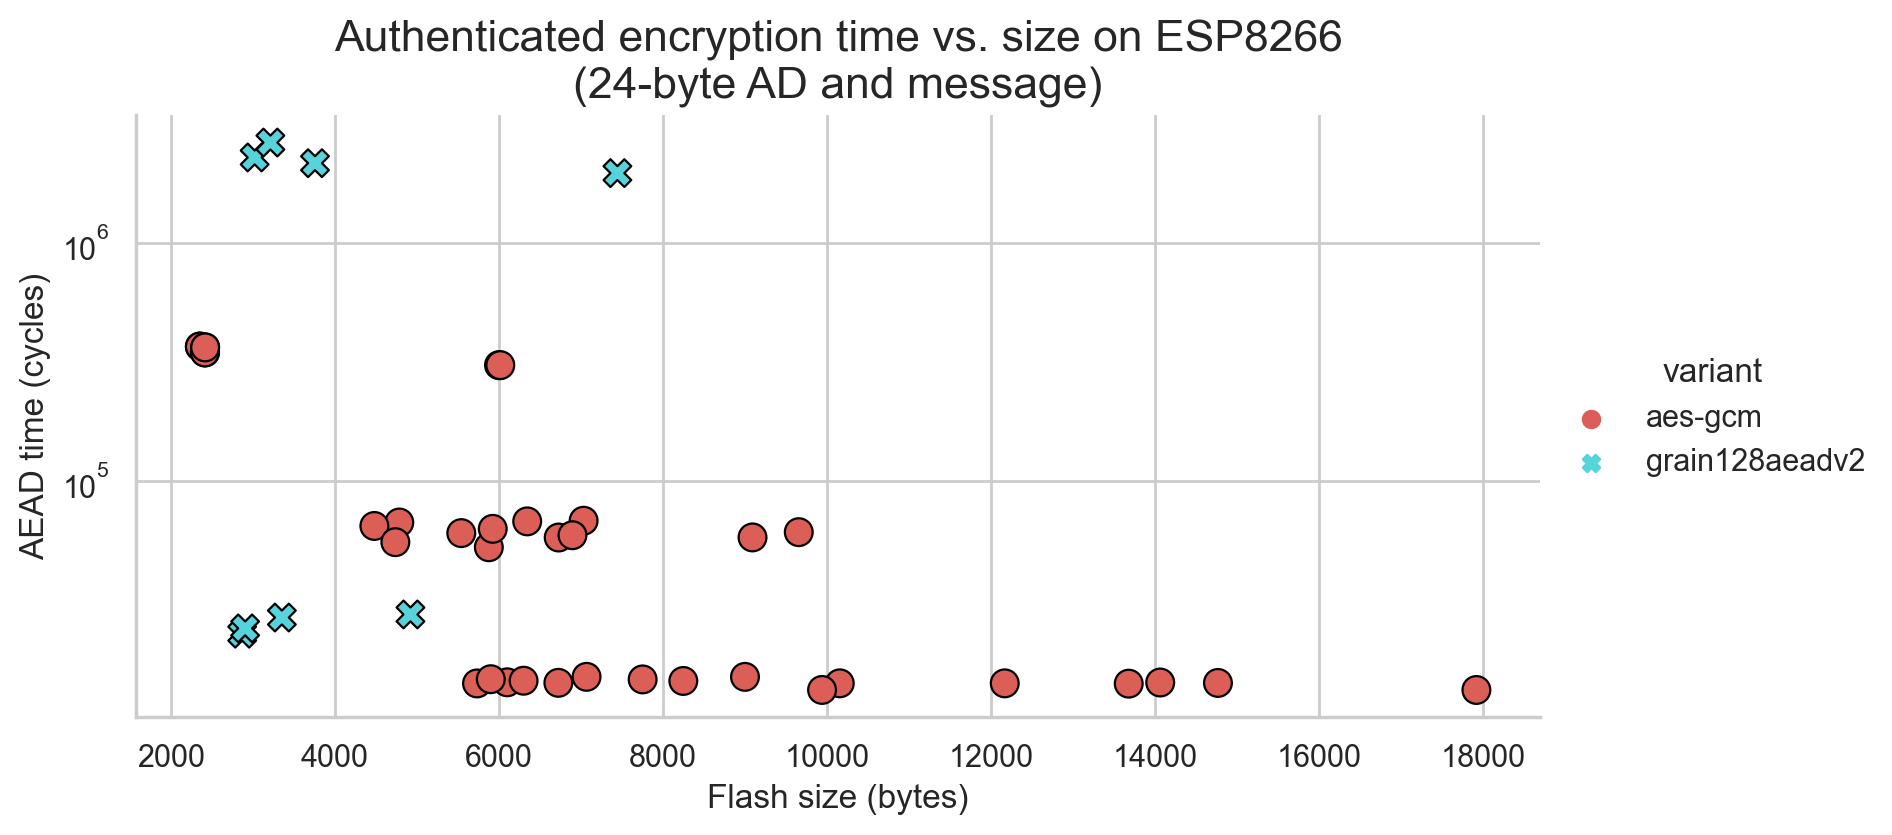 Authenticated encryption time vs. size on ESP8266
(24-byte AD and message)
AEAD time (cycles)
10^6
10^5
2000 4000 6000 8000 10000 12000 14000 16000 18000
Flash size (bytes)
variant
aes-gcm
grain128aeadv2